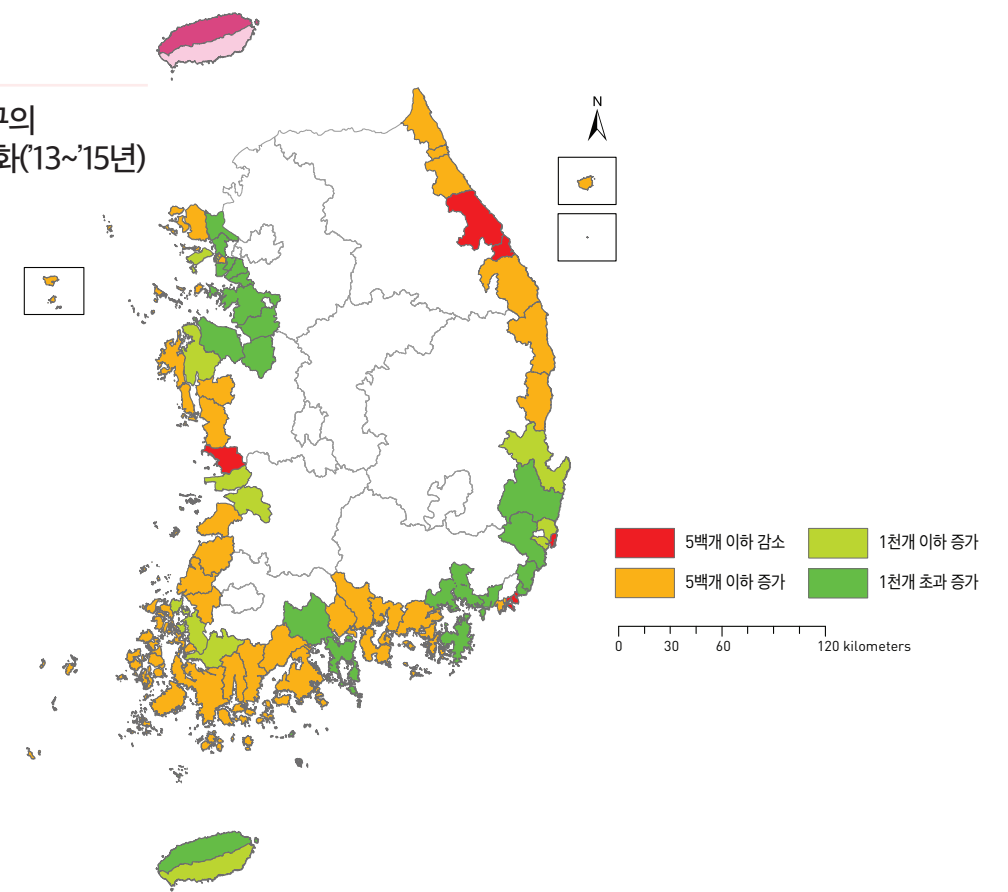 구의
화('13~'15년)
N
5백개 이하 감소
1천개 이하 증가
5백개 이하 증가
1천개 초과 증가
0 30 60 120 kilometers